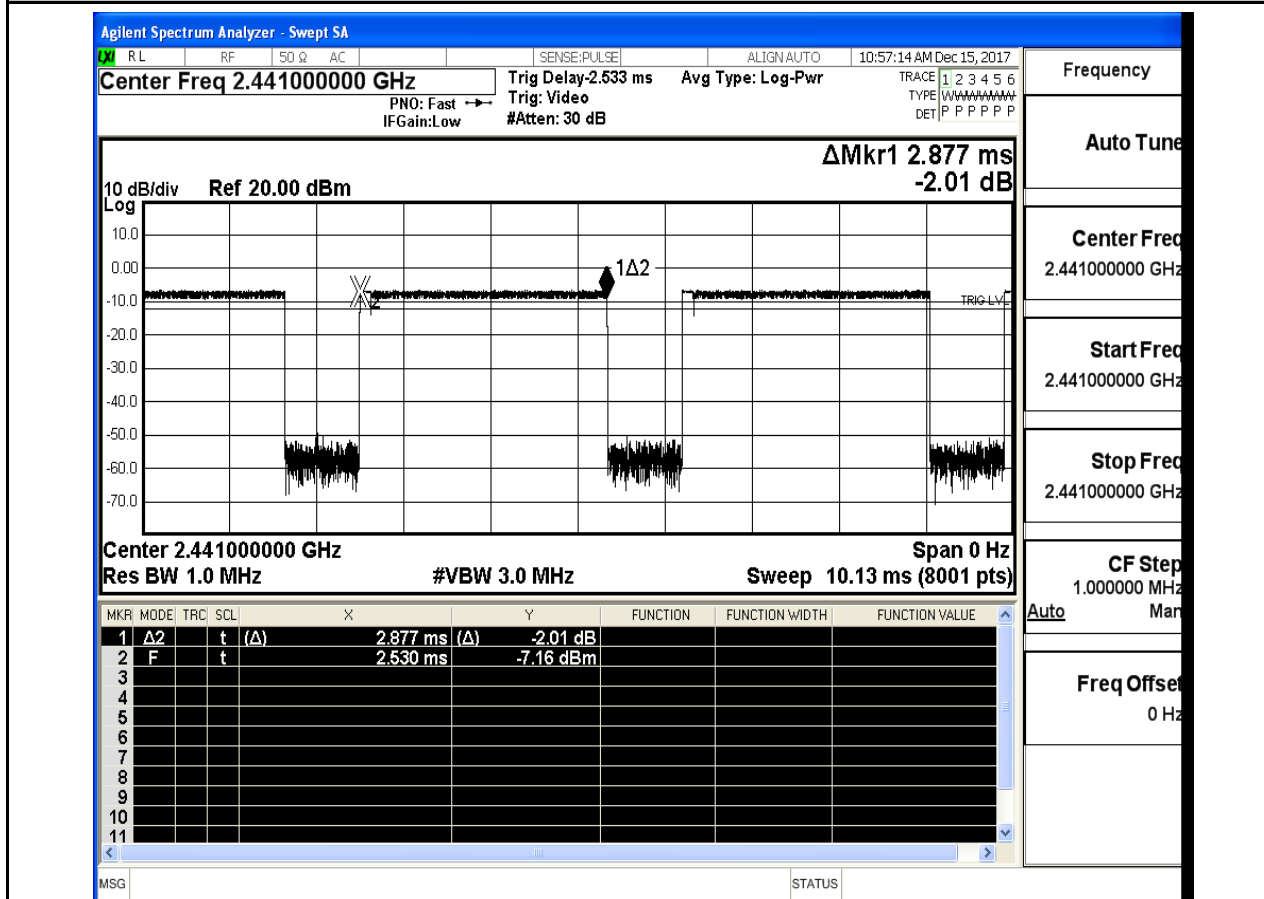 Agilent Spectrum Analyzer - Swept SA
LXI RL RF 50 Ω AC SENSE:PULSE ALIGN AUTO 10:57:14 AM Dec 15, 2017
Center Freq 2.441000000 GHz
PNO: Fast
IFGain:Low
Trig Delay-2.533 ms
Trig: Video
#Atten: 30 dB
Avg Type: Log-Pwr
TRACE 1 2 3 4 5 6
TYPE WWWWWW
DET P P P P P P
ΔMkr1 2.877 ms
-2.01 dB
10 dB/div Ref 20.00 dBm
Log
10.0
0.00
-10.0
-20.0
-30.0
-40.0
-50.0
-60.0
-70.0
1Δ2
2
TRIG LVL
Center 2.441000000 GHz Span 0 Hz
Res BW 1.0 MHz #VBW 3.0 MHz Sweep 10.13 ms (8001 pts)
MKR MODE TRC SCL X Y FUNCTION FUNCTION WIDTH FUNCTION VALUE
1 Δ2 t (Δ) 2.877 ms (Δ) -2.01 dB
2 F t 2.530 ms -7.16 dBm
3
4
5
6
7
8
9
10
11
MSG STATUS
Frequency
Auto Tune
Center Freq
2.441000000 GHz
Start Freq
2.441000000 GHz
Stop Freq
2.441000000 GHz
CF Step
1.000000 MHz
Auto Man
Freq Offset
0 Hz